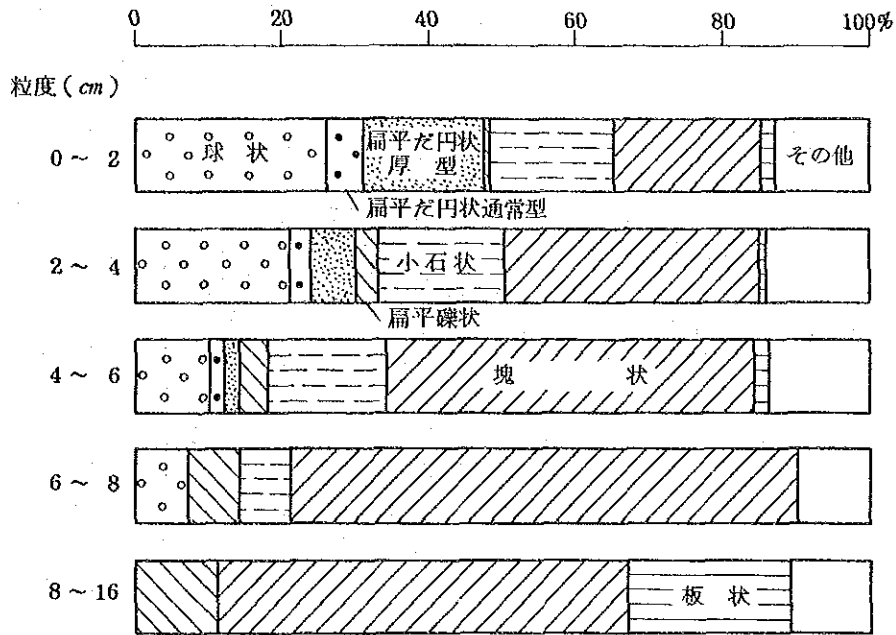 0 20 40 60 80 100%
粒度(cm)
0～2
球状
扁平だ円状
厚型
その他
扁平だ円状通常型
2～4
小石状
扁平礫状
4～6
塊状
6～8
8～16
板状